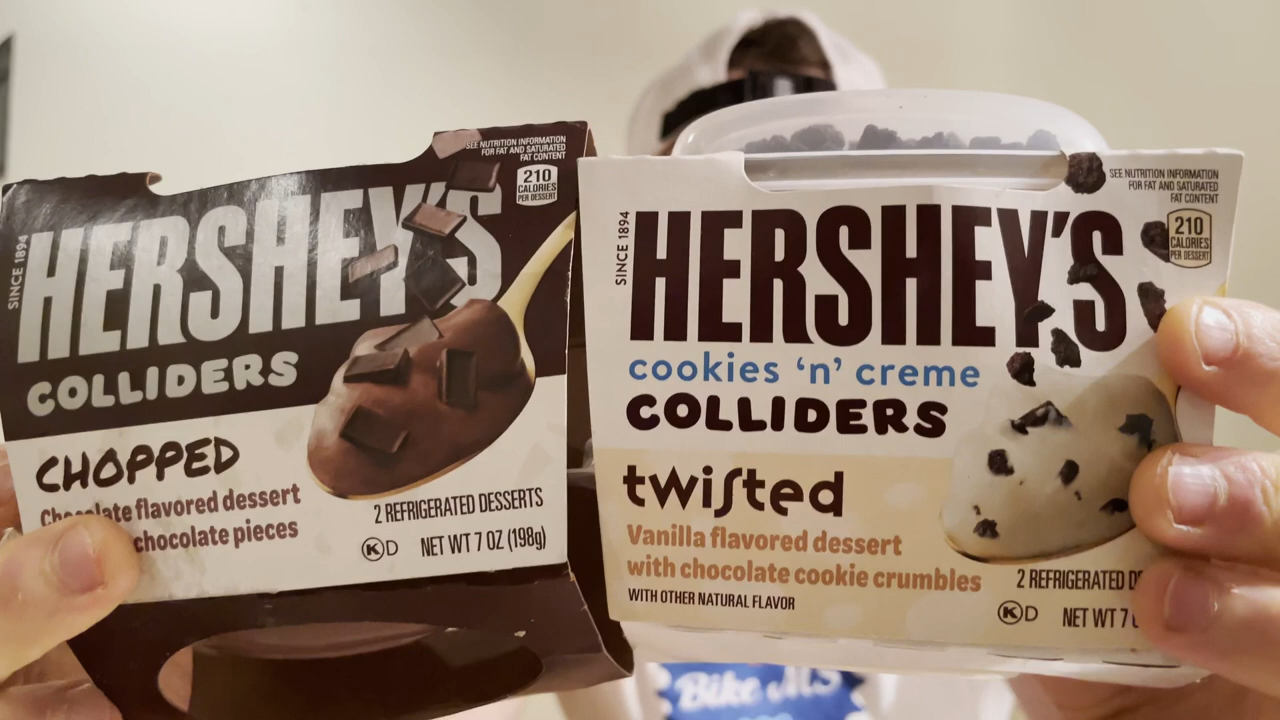 SEE NUTRITION INFORMATION
FOR FAT AND SATURATED
FAT CONTENT
210
CALORIES
PER DESSERT
SINCE 1894
HERSHEY'S
COLLIDERS
CHOPPED
Chocolate flavored dessert
chocolate pieces
2 REFRIGERATED DESSERTS
K D
NET WT 7 OZ (198g)
SEE NUTRITION INFORMATION
FOR FAT AND SATURATED
FAT CONTENT
210
CALORIES
PER DESSERT
SINCE 1894
HERSHEY'S
cookies 'n' creme
COLLIDERS
twisted
Vanilla flavored dessert
with chocolate cookie crumbles
WITH OTHER NATURAL FLAVOR
2 REFRIGERATED
K D
NET WT 7
Bike MS